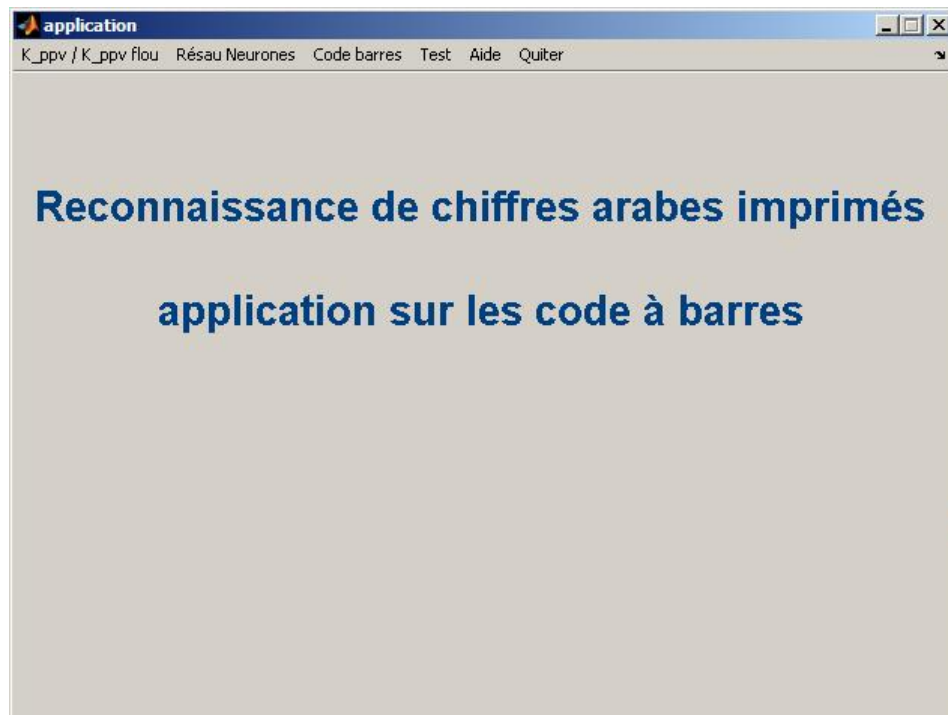 application
K_ppv / K_ppv flou Résau Neurones Code barres Test Aide Quiter
Reconnaissance de chiffres arabes imprimés
application sur les code à barres